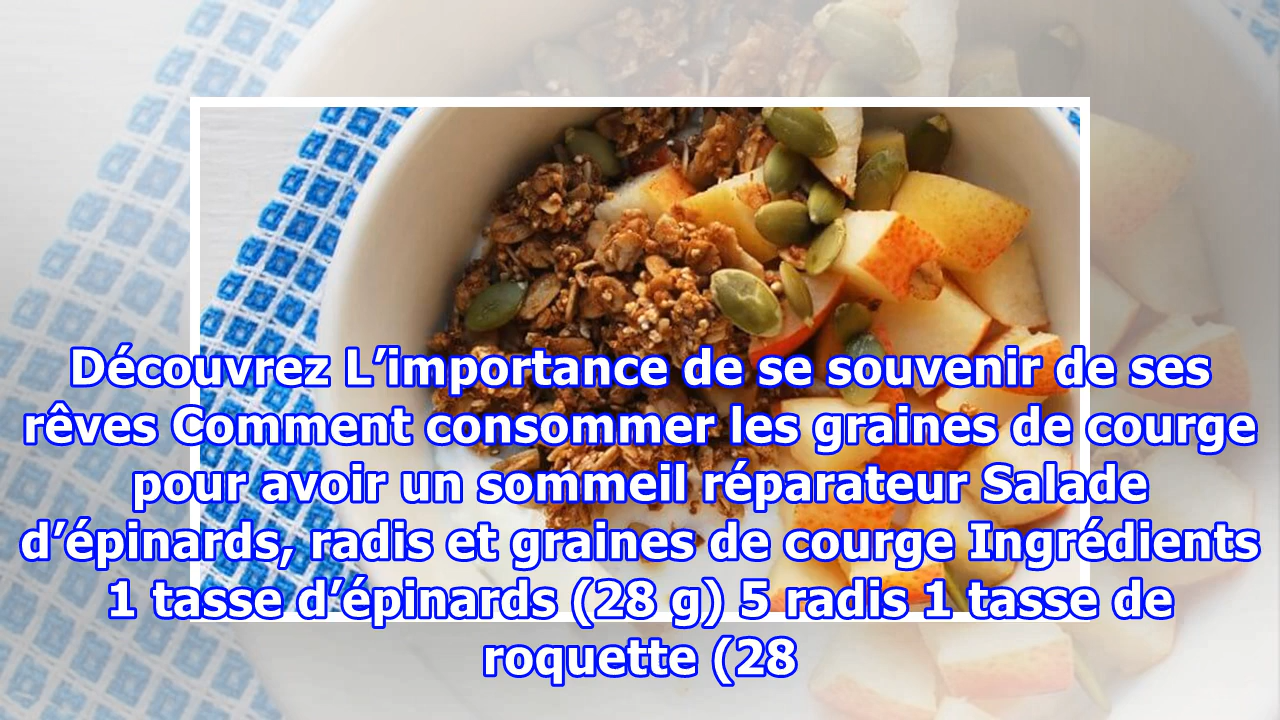 Découvrez L’importance de se souvenir de ses
rêves Comment consommer les graines de courge
pour avoir un sommeil réparateur Salade
d’épinards, radis et graines de courge Ingrédients
1 tasse d’épinards (28 g) 5 radis 1 tasse de
roquette (28